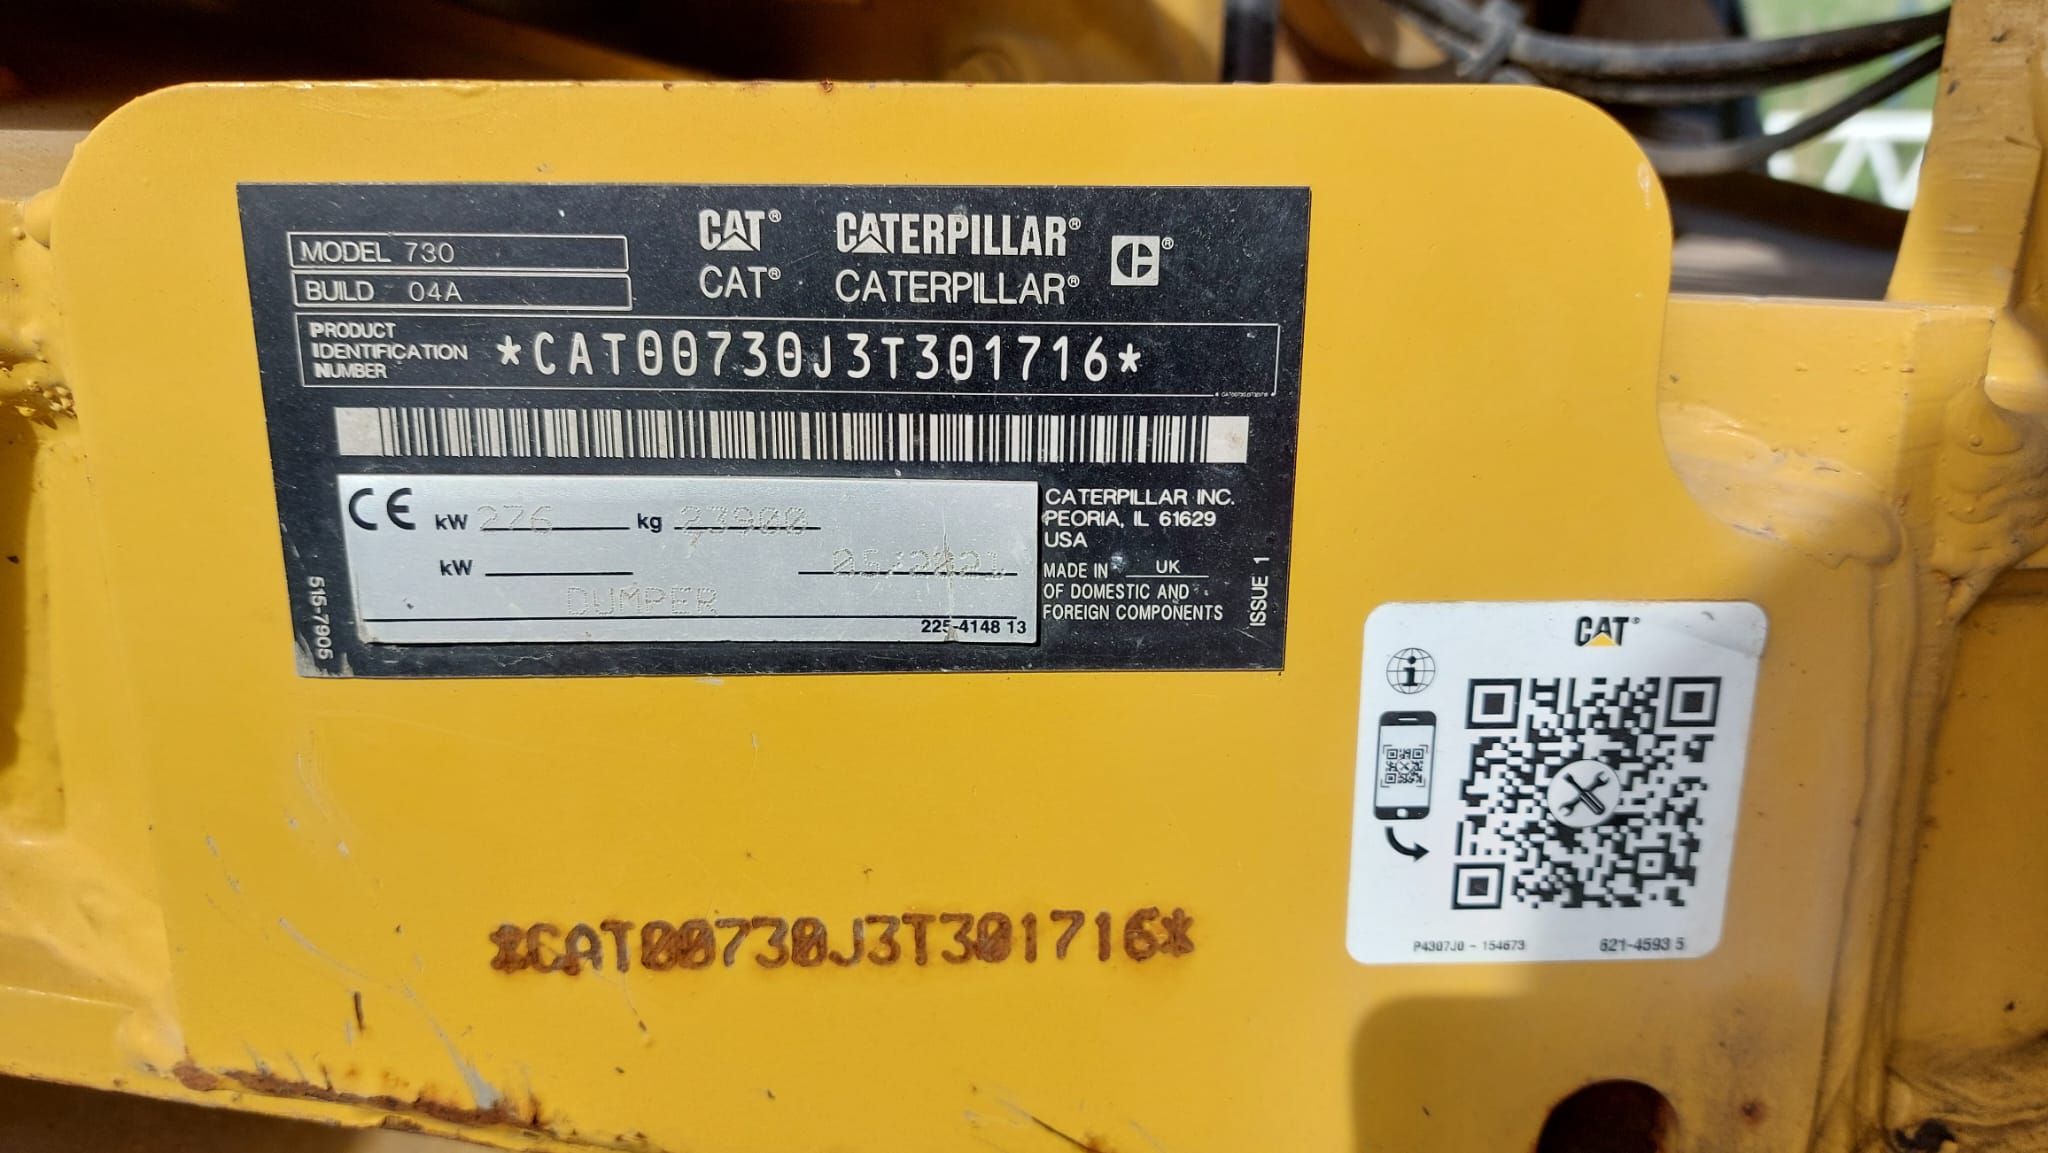 MODEL 730
BUILD 04A
CAT® CATERPILLAR® ®
CAT® CATERPILLAR®
PRODUCT
IDENTIFICATION
NUMBER
*CAT00730J3T301716*
CE kW 276 kg 23900
kW 05/2021
DUMPER
225-4148 13
515-7905
CATERPILLAR INC.
PEORIA, IL 61629
USA
MADE IN UK
OF DOMESTIC AND
FOREIGN COMPONENTS
ISSUE 1
CAT®
P4307J0 - 154673 621-4593 5
*CAT00730J3T301716*